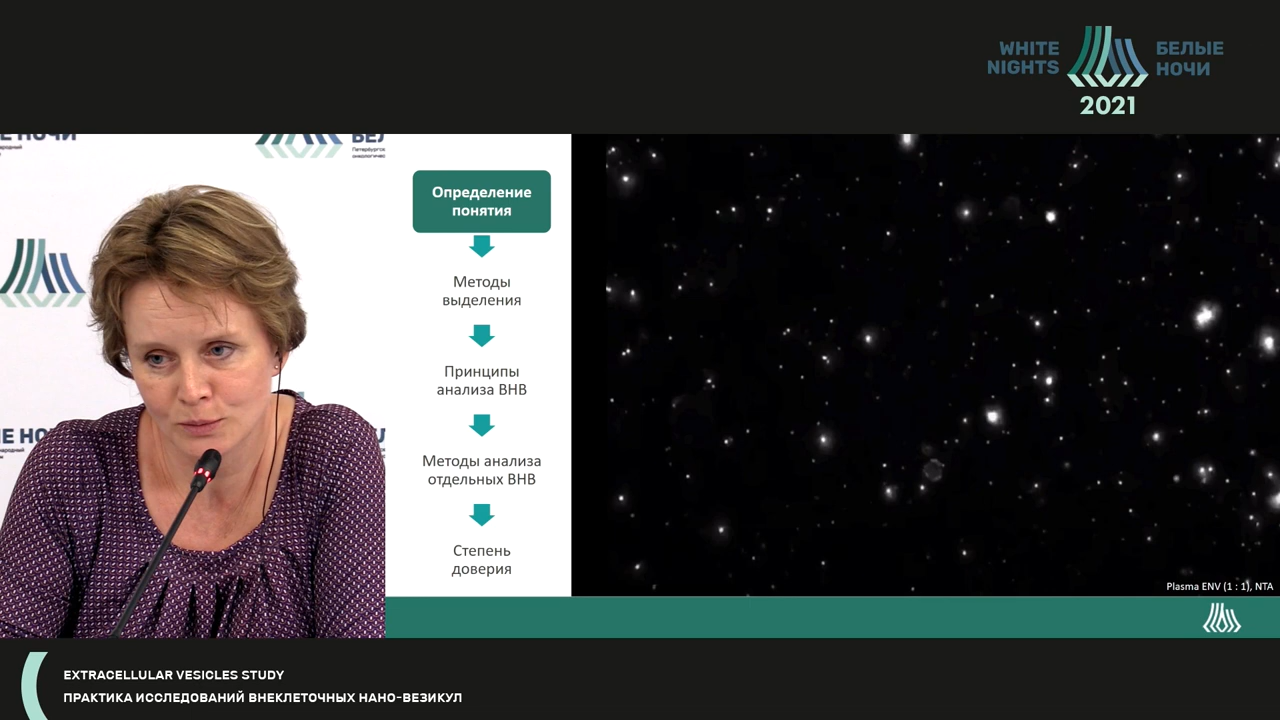 WHITE
NIGHTS
БЕЛЫЕ
НОЧИ
2021
НОЧИ
Определение
понятия
Методы
выделения
Принципы
анализа ВНВ
Методы анализа
отдельных ВНВ
Степень
доверия
Plasma ENV (1 : 1), NTA
EXTRACELLULAR VESICLES STUDY
ПРАКТИКА ИССЛЕДОВАНИЙ ВНЕКЛЕТОЧНЫХ НАНО-ВЕЗИКУЛ